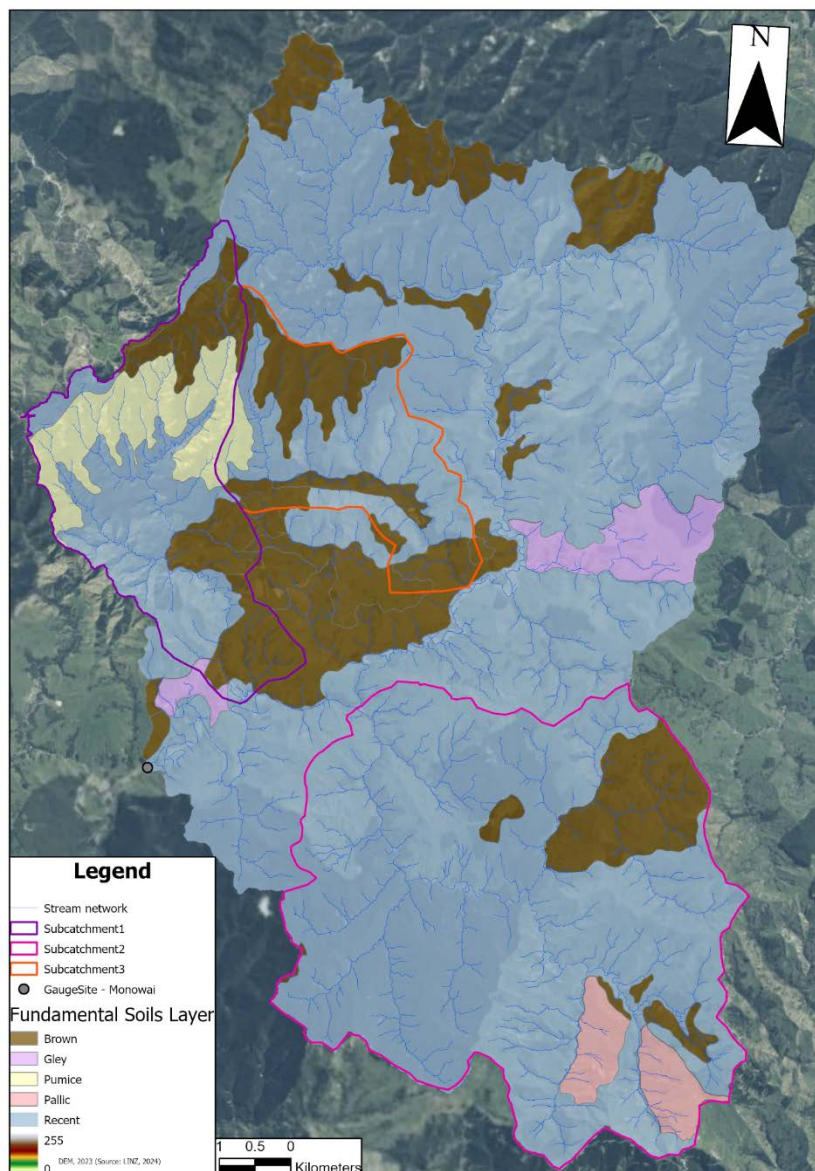 N
Legend
Stream network
Subcatchment1
Subcatchment2
Subcatchment3
GaugeSite - Monowai
Fundamental Soils Layer
Brown
Gley
Pumice
Pallic
Recent
255
DEM, 2023 (Source: LINZ, 2024)
0
1 0.5 0
Kilometers